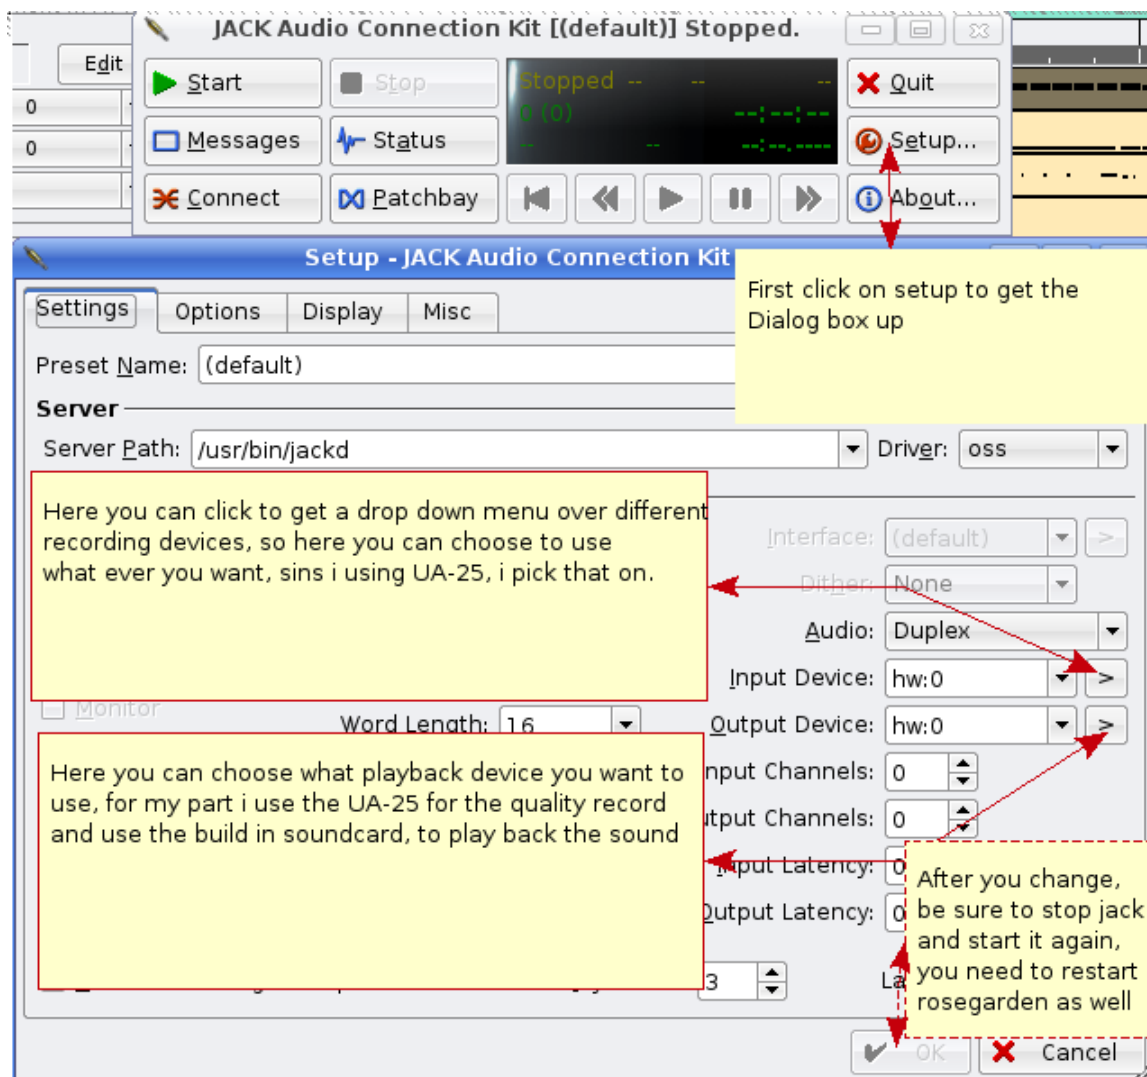 JACK Audio Connection Kit [(default)] Stopped.
Edit
Start
Stop
Stopped -- -- --
Quit
0
0 (0) --:--:--
Messages
Status
-- -- --:--.----
Setup...
0
Connect
Patchbay
About...
Setup - JACK Audio Connection Kit
First click on setup to get the
Dialog box up
Settings
Options
Display
Misc
Preset Name: (default)
Server
Server Path: /usr/bin/jackd
Driver: oss
Here you can click to get a drop down menu over different
recording devices, so here you can choose to use
what ever you want, sins i using UA-25, i pick that on.
Interface: (default) >
Dither: None
Audio: Duplex
Input Device: hw:0 >
Monitor
Word Length: 16
Output Device: hw:0 >
Here you can choose what playback device you want to
use, for my part i use the UA-25 for the quality record
and use the build in soundcard, to play back the sound
nput Channels: 0
utput Channels: 0
Input Latency: 0
Output Latency: 0
After you change,
be sure to stop jack
and start it again,
you need to restart
rosegarden as well
3
La
OK
Cancel